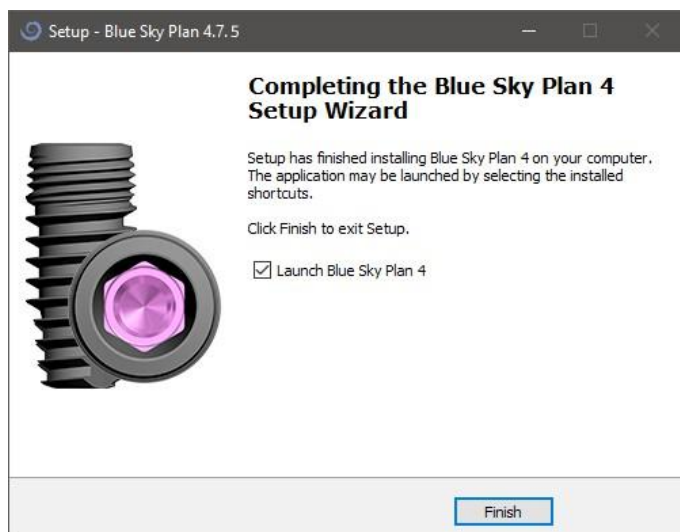 Setup - Blue Sky Plan 4.7.5
Completing the Blue Sky Plan 4
Setup Wizard
Setup has finished installing Blue Sky Plan 4 on your computer.
The application may be launched by selecting the installed
shortcuts.
Click Finish to exit Setup.
Launch Blue Sky Plan 4
Finish